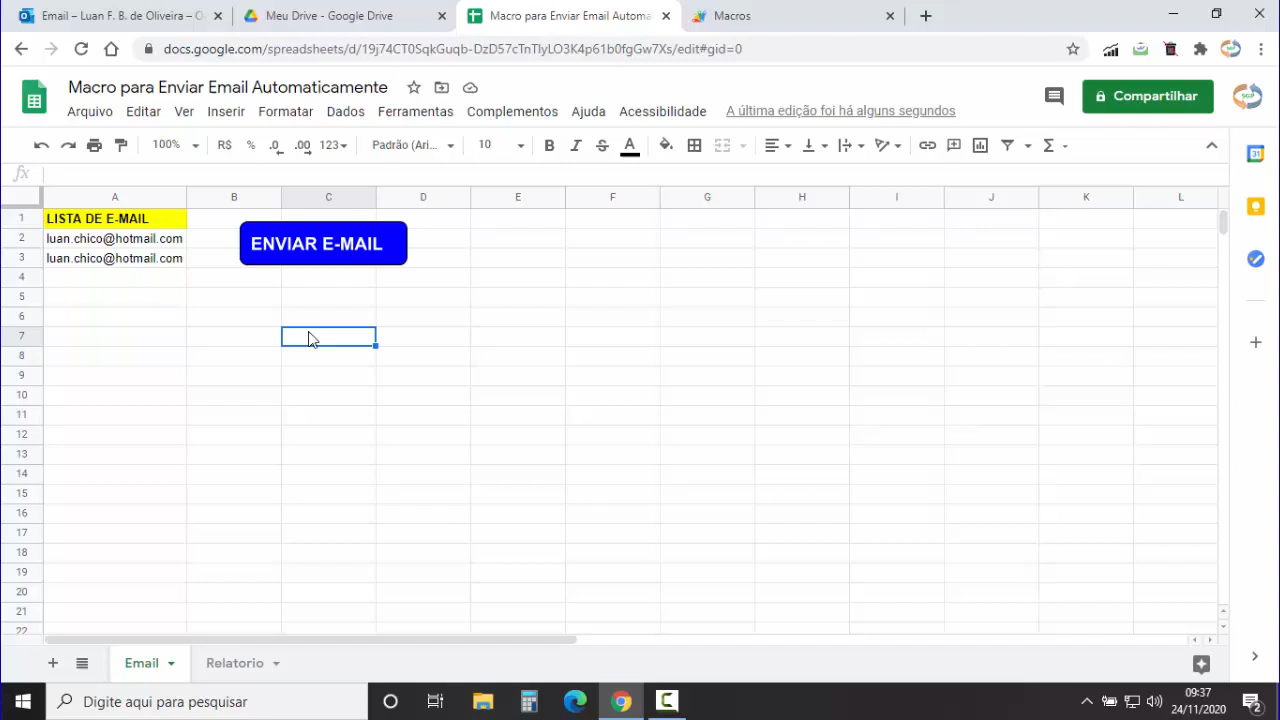 Email – Luan F. B. de Oliveira – O
Meu Drive - Google Drive
Macro para Enviar Email Automa
Macros
docs.google.com/spreadsheets/d/19j74CT0SqkGuqb-DzD57c1hTlyLO3K4p61b0fgGw7Xs/edit#gid=0
Macro para Enviar Email Automaticamente
Compartilhar
Arquivo Editar Ver Inserir Formatar Dados Ferramentas Complementos Ajuda Acessibilidade A última edição foi há alguns segundos
100% R$ % .0 .00 123 Padrão (Ari... 10 B I S A Σ
fx
A B C D E F G H I J K L
1 LISTA DE E-MAIL
2 luan.chico@hotmail.com
ENVIAR E-MAIL
3 luan.chico@hotmail.com
4
5
6
7
8
9
10
11
12
13
14
15
16
17
18
19
20
21
22
Email Relatorio
Digite aqui para pesquisar
09:37
24/11/2020
2